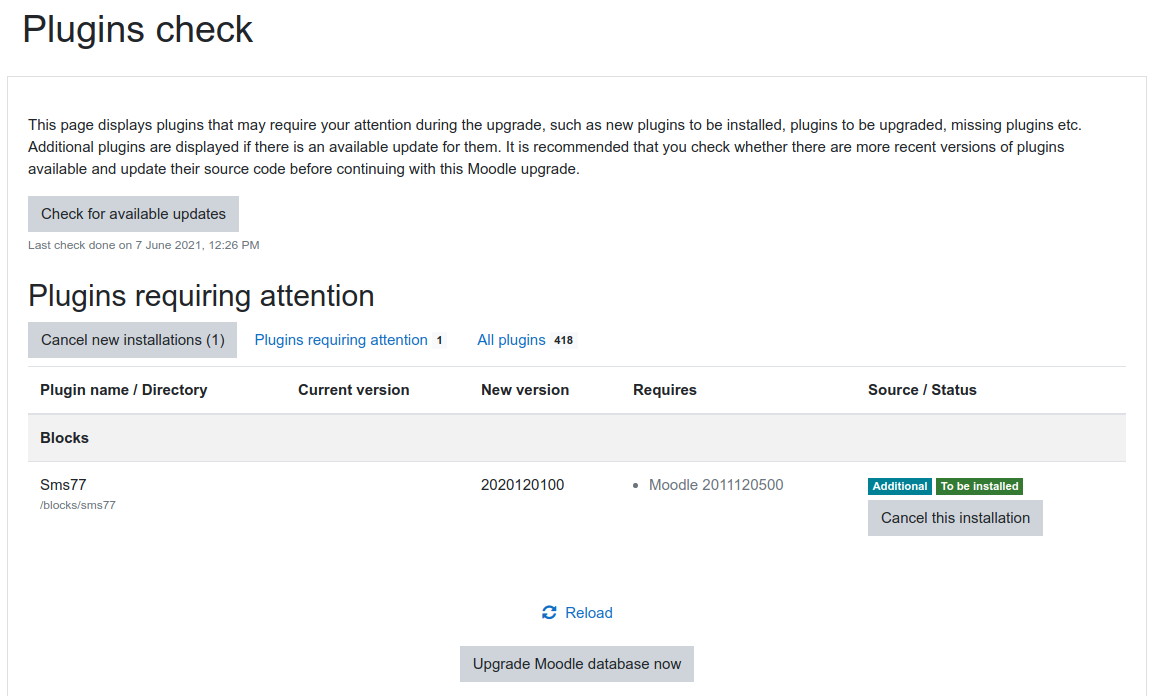 Plugins check
This page displays plugins that may require your attention during the upgrade, such as new plugins to be installed, plugins to be upgraded, missing plugins etc.
Additional plugins are displayed if there is an available update for them. It is recommended that you check whether there are more recent versions of plugins
available and update their source code before continuing with this Moodle upgrade.
Check for available updates
Last check done on 7 June 2021, 12:26 PM
Plugins requiring attention
Cancel new installations (1) Plugins requiring attention 1 All plugins 418
Plugin name / Directory Current version New version Requires Source / Status
Blocks
Sms77 2020120100 • Moodle 2011120500 Additional To be installed
/blocks/sms77
Cancel this installation
Reload
Upgrade Moodle database now